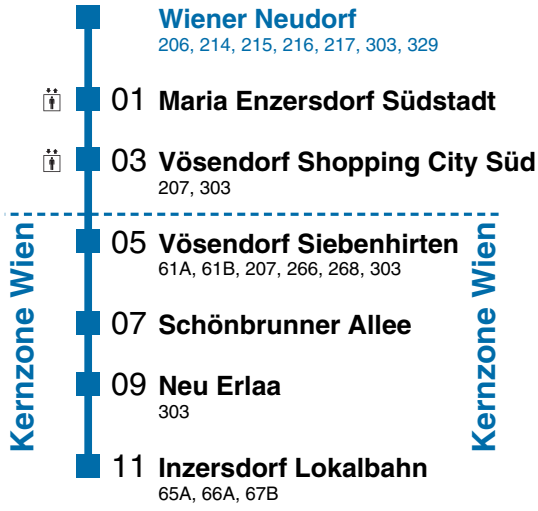 Wiener Neudorf
206, 214, 215, 216, 217, 303, 329
01 Maria Enzersdorf Südstadt
03 Vösendorf Shopping City Süd
207, 303
Kernzone Wien
05 Vösendorf Siebenhirten
61A, 61B, 207, 266, 268, 303
07 Schönbrunner Allee
09 Neu Erlaa
303
11 Inzersdorf Lokalbahn
65A, 66A, 67B
Kernzone Wien